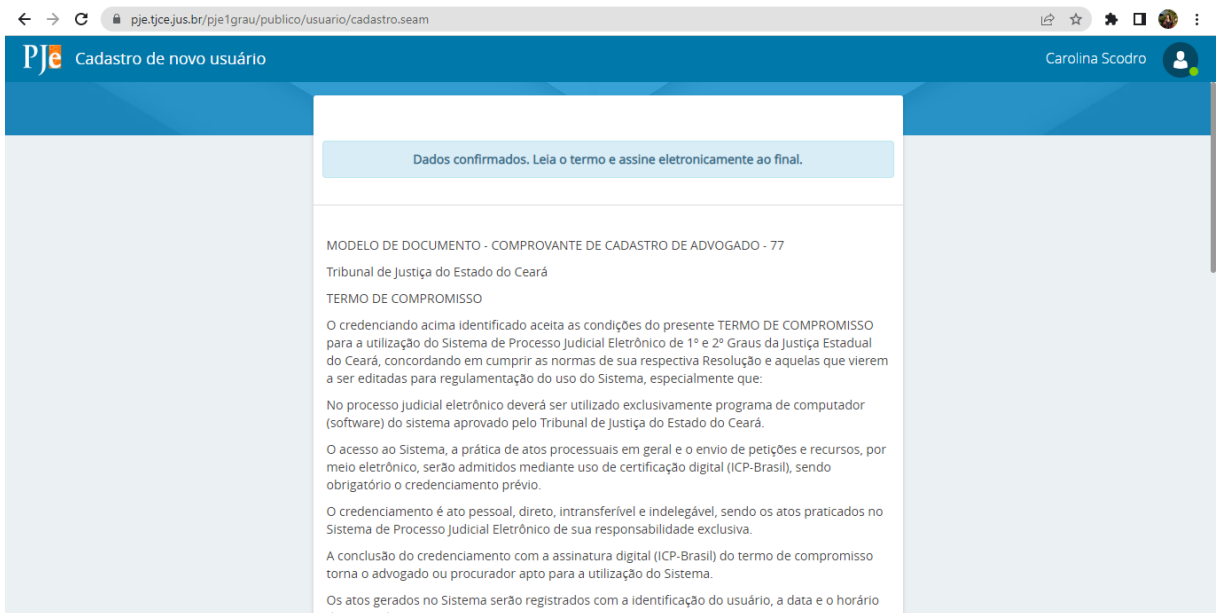 pje.tjce.jus.br/pje1grau/publico/usuario/cadastro.seam
PJe Cadastro de novo usuário
Carolina Scodro
Dados confirmados. Leia o termo e assine eletronicamente ao final.
MODELO DE DOCUMENTO - COMPROVANTE DE CADASTRO DE ADVOGADO - 77
Tribunal de Justiça do Estado do Ceará
TERMO DE COMPROMISSO
O credenciando acima identificado aceita as condições do presente TERMO DE COMPROMISSO
para a utilização do Sistema de Processo Judicial Eletrônico de 1º e 2º Graus da Justiça Estadual
do Ceará, concordando em cumprir as normas de sua respectiva Resolução e aquelas que vierem
a ser editadas para regulamentação do uso do Sistema, especialmente que:
No processo judicial eletrônico deverá ser utilizado exclusivamente programa de computador
(software) do sistema aprovado pelo Tribunal de Justiça do Estado do Ceará.
O acesso ao Sistema, a prática de atos processuais em geral e o envio de petições e recursos, por
meio eletrônico, serão admitidos mediante uso de certificação digital (ICP-Brasil), sendo
obrigatório o credenciamento prévio.
O credenciamento é ato pessoal, direto, intransferível e indelegável, sendo os atos praticados no
Sistema de Processo Judicial Eletrônico de sua responsabilidade exclusiva.
A conclusão do credenciamento com a assinatura digital (ICP-Brasil) do termo de compromisso
torna o advogado ou procurador apto para a utilização do Sistema.
Os atos gerados no Sistema serão registrados com a identificação do usuário, a data e o horário